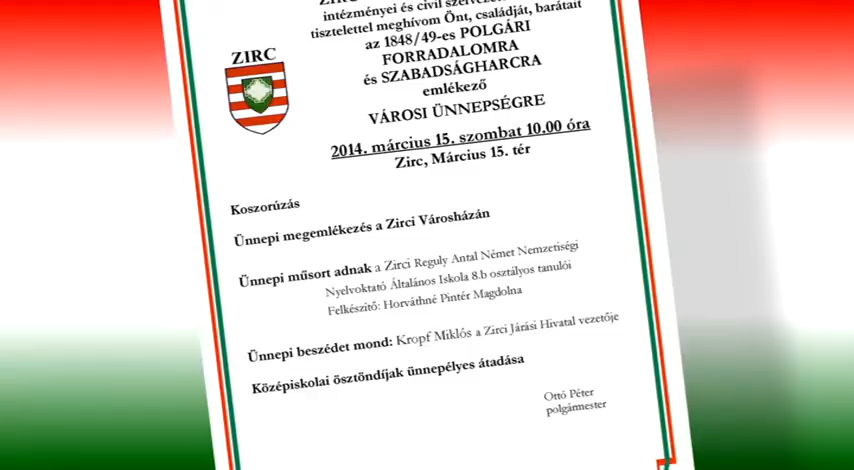 intézményei és civil
tisztelettel meghívom Önt, családját, barátait
az 1848/49-es POLGÁRI
FORRADALOMRA
és SZABADSÁGHARCRA
emlékező
VÁROSI ÜNNEPSÉGRE
ZIRC
2014. március 15. szombat 10.00 óra
Zirc, Március 15. tér
Koszorúzás
Ünnepi megemlékezés a Zirci Városházán
Ünnepi műsort adnak a Zirci Reguly Antal Német Nemzetiségi
Nyelvoktató Általános Iskola 8.b osztályos tanulói
Felkészítő: Horváthné Pintér Magdolna
Ünnepi beszédet mond: Kropf Miklós a Zirci Járási Hivatal vezetője
Középiskolai ösztöndíjak ünnepélyes átadása
Ottó Péter
polgármester